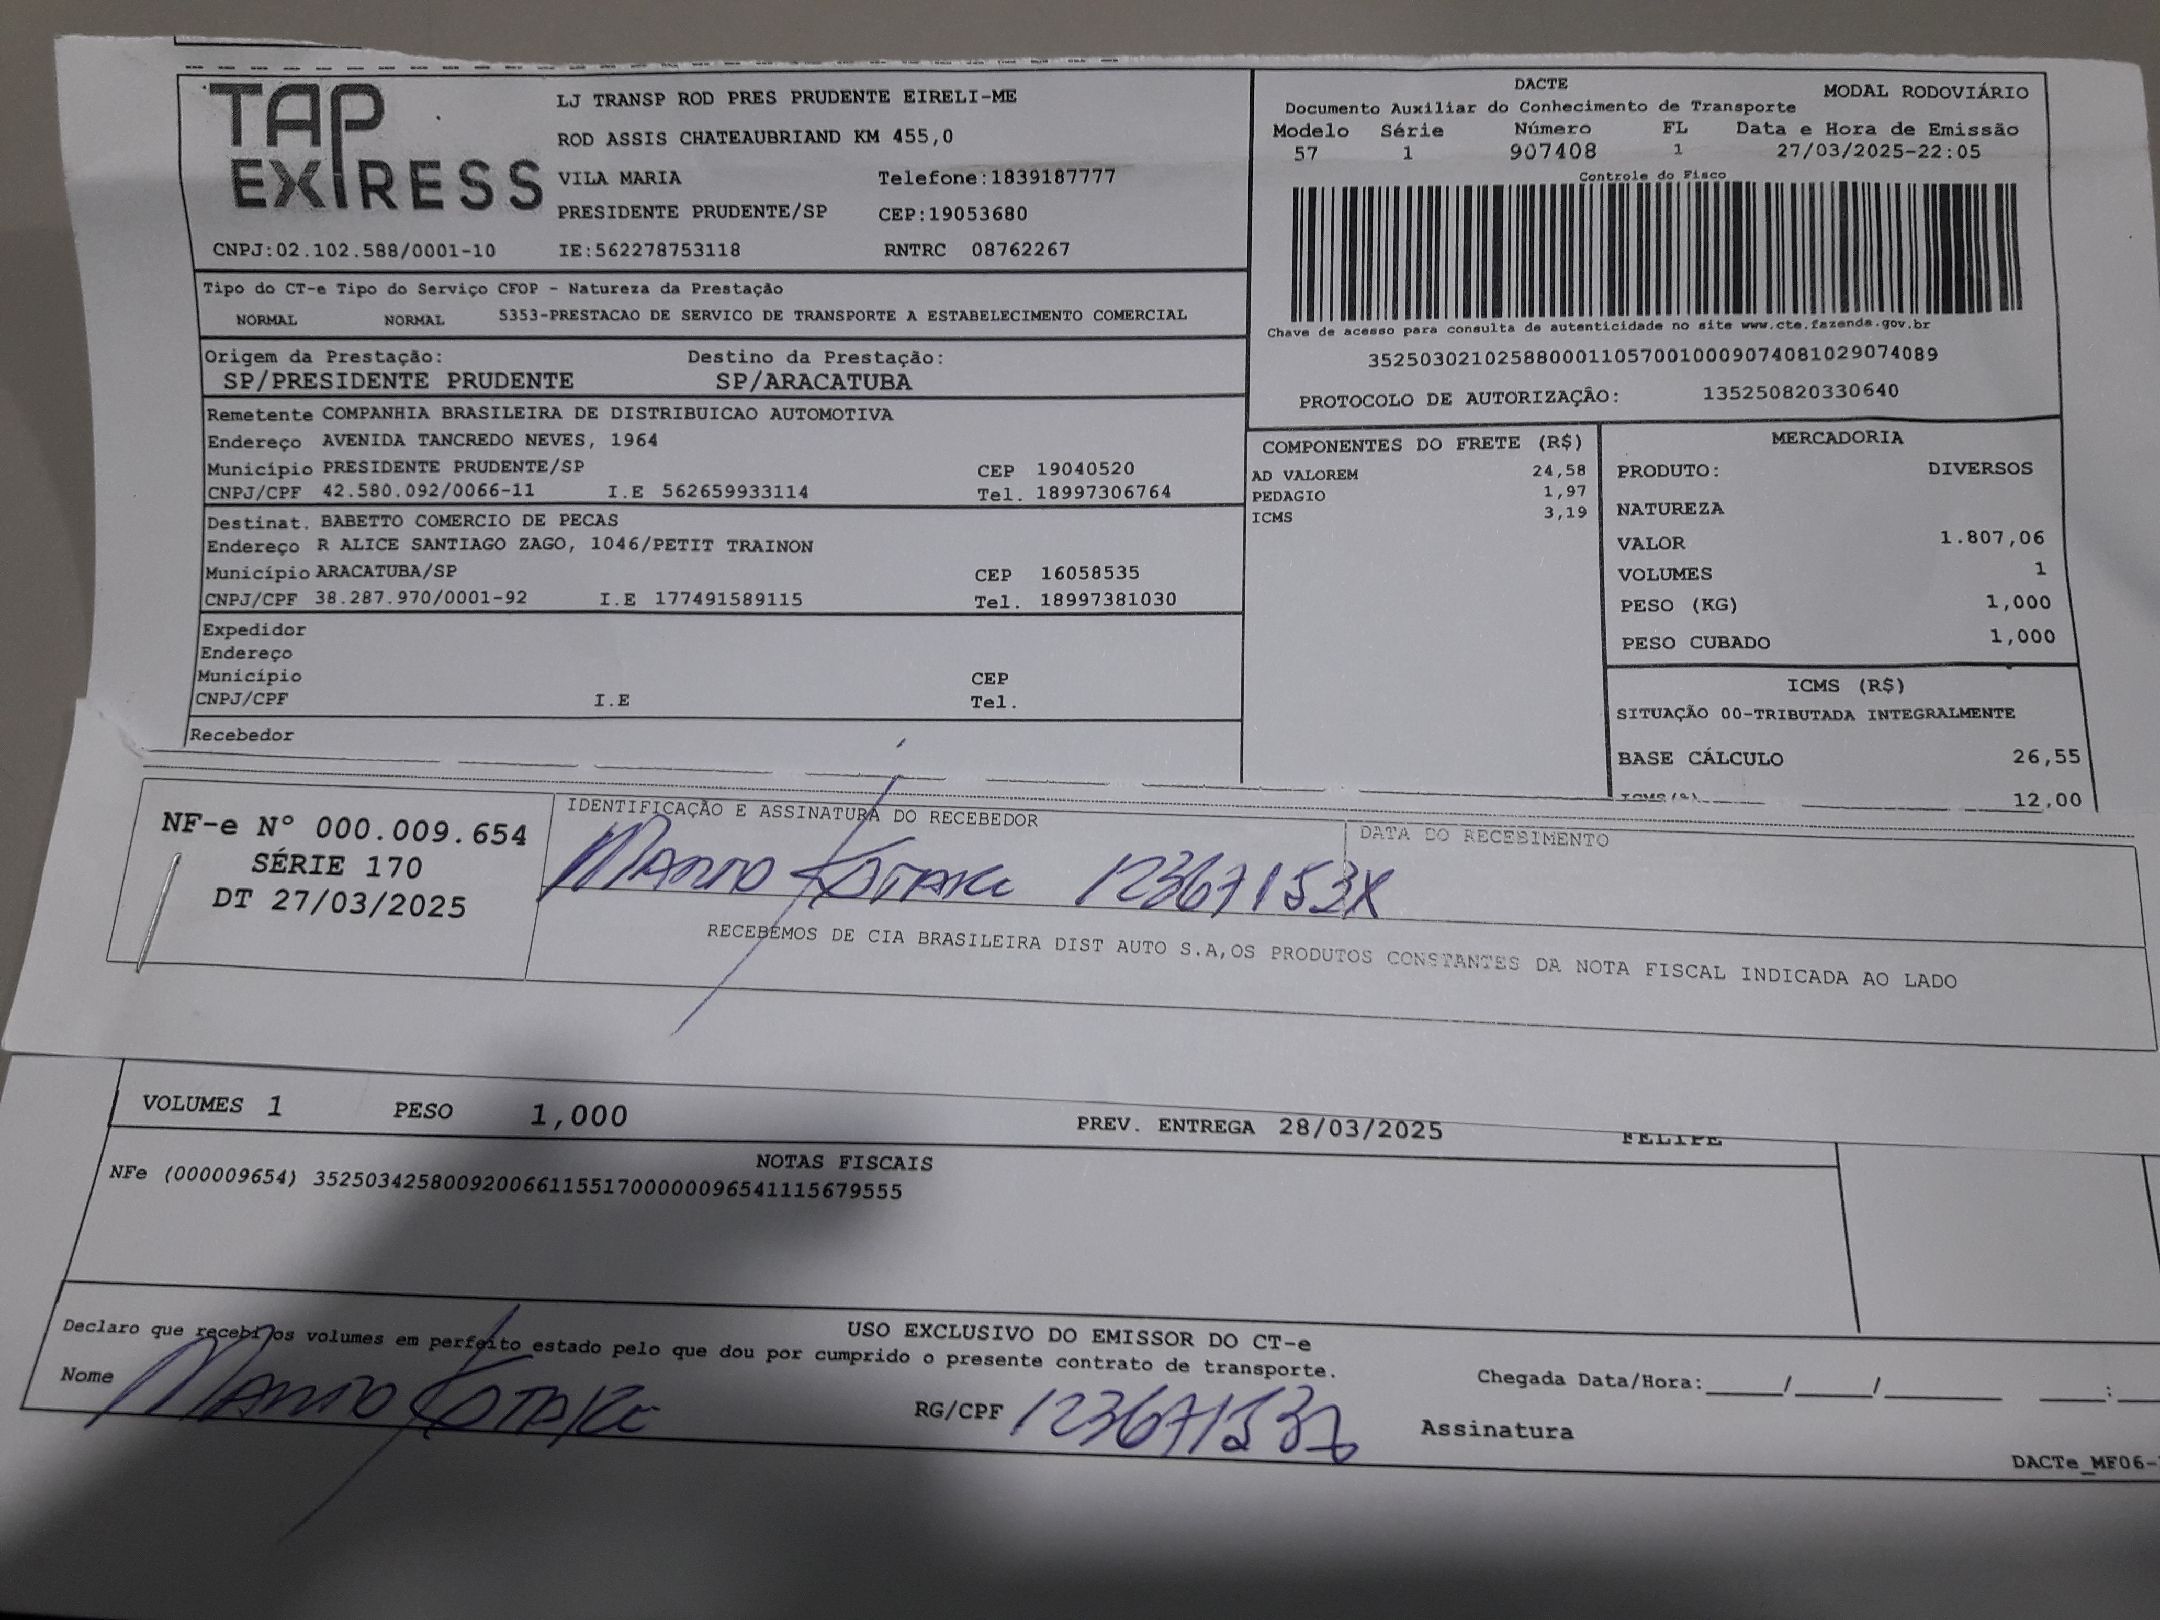 TAP EXPRESS
LJ TRANSP ROD PRES PRUDENTE EIRELI-ME
ROD ASSIS CHATEAUBRIAND KM 455,0
VILA MARIA Telefone:1839187777
PRESIDENTE PRUDENTE/SP CEP:19053680
CNPJ:02.102.588/0001-10 IE:562278753118 RNTRC 08762267
DACTE MODAL RODOVIÁRIO
Documento Auxiliar do Conhecimento de Transporte
Modelo Série Número FL Data e Hora de Emissão
57 1 907408 1 27/03/2025-22:05
Controle do Fisco
Chave de acesso para consulta de autenticidade no site www.cte.fazenda.gov.br
35250302102588000110570010009074081029074089
PROTOCOLO DE AUTORIZAÇÃO: 135250820330640
Tipo do CT-e Tipo do Serviço CFOP - Natureza da Prestação
NORMAL NORMAL 5353-PRESTACAO DE SERVICO DE TRANSPORTE A ESTABELECIMENTO COMERCIAL
Origem da Prestação: Destino da Prestação:
SP/PRESIDENTE PRUDENTE SP/ARACATUBA
Remetente COMPANHIA BRASILEIRA DE DISTRIBUICAO AUTOMOTIVA
Endereço AVENIDA TANCREDO NEVES, 1964
Município PRESIDENTE PRUDENTE/SP CEP 19040520
CNPJ/CPF 42.580.092/0066-11 I.E 562659933114 Tel. 18997306764
Destinat. BABETTO COMERCIO DE PECAS
Endereço R ALICE SANTIAGO ZAGO, 1046/PETIT TRAINON
Município ARACATUBA/SP CEP 16058535
CNPJ/CPF 38.287.970/0001-92 I.E 177491589115 Tel. 18997381030
Expedidor
Endereço
Município CEP
CNPJ/CPF I.E Tel.
Recebedor
COMPONENTES DO FRETE (R$)
AD VALOREM 24,58
PEDAGIO 1,97
ICMS 3,19
MERCADORIA
PRODUTO: DIVERSOS
NATUREZA
VALOR 1.807,06
VOLUMES 1
PESO (KG) 1,000
PESO CUBADO 1,000
ICMS (R$)
SITUAÇÃO 00-TRIBUTADA INTEGRALMENTE
BASE CÁLCULO 26,55
ICMS(%) 12,00
NF-e Nº 000.009.654
SÉRIE 170
DT 27/03/2025
IDENTIFICAÇÃO E ASSINATURA DO RECEBEDOR DATA DO RECEBIMENTO
Kotake 12367153X
RECEBEMOS DE CIA BRASILEIRA DIST AUTO S.A,OS PRODUTOS CONSTANTES DA NOTA FISCAL INDICADA AO LADO
VOLUMES 1 PESO 1,000 PREV. ENTREGA 28/03/2025 FELIPE
NOTAS FISCAIS
NFe (000009654) 35250342580092006611551700000096541115679555
USO EXCLUSIVO DO EMISSOR DO CT-e
Declaro que recebi os volumes em perfeito estado pelo que dou por cumprido o presente contrato de transporte.
Nome Kotake RG/CPF Chegada Data/Hora:_____/_____/________ ____:
Assinatura
DACTe_MF06-